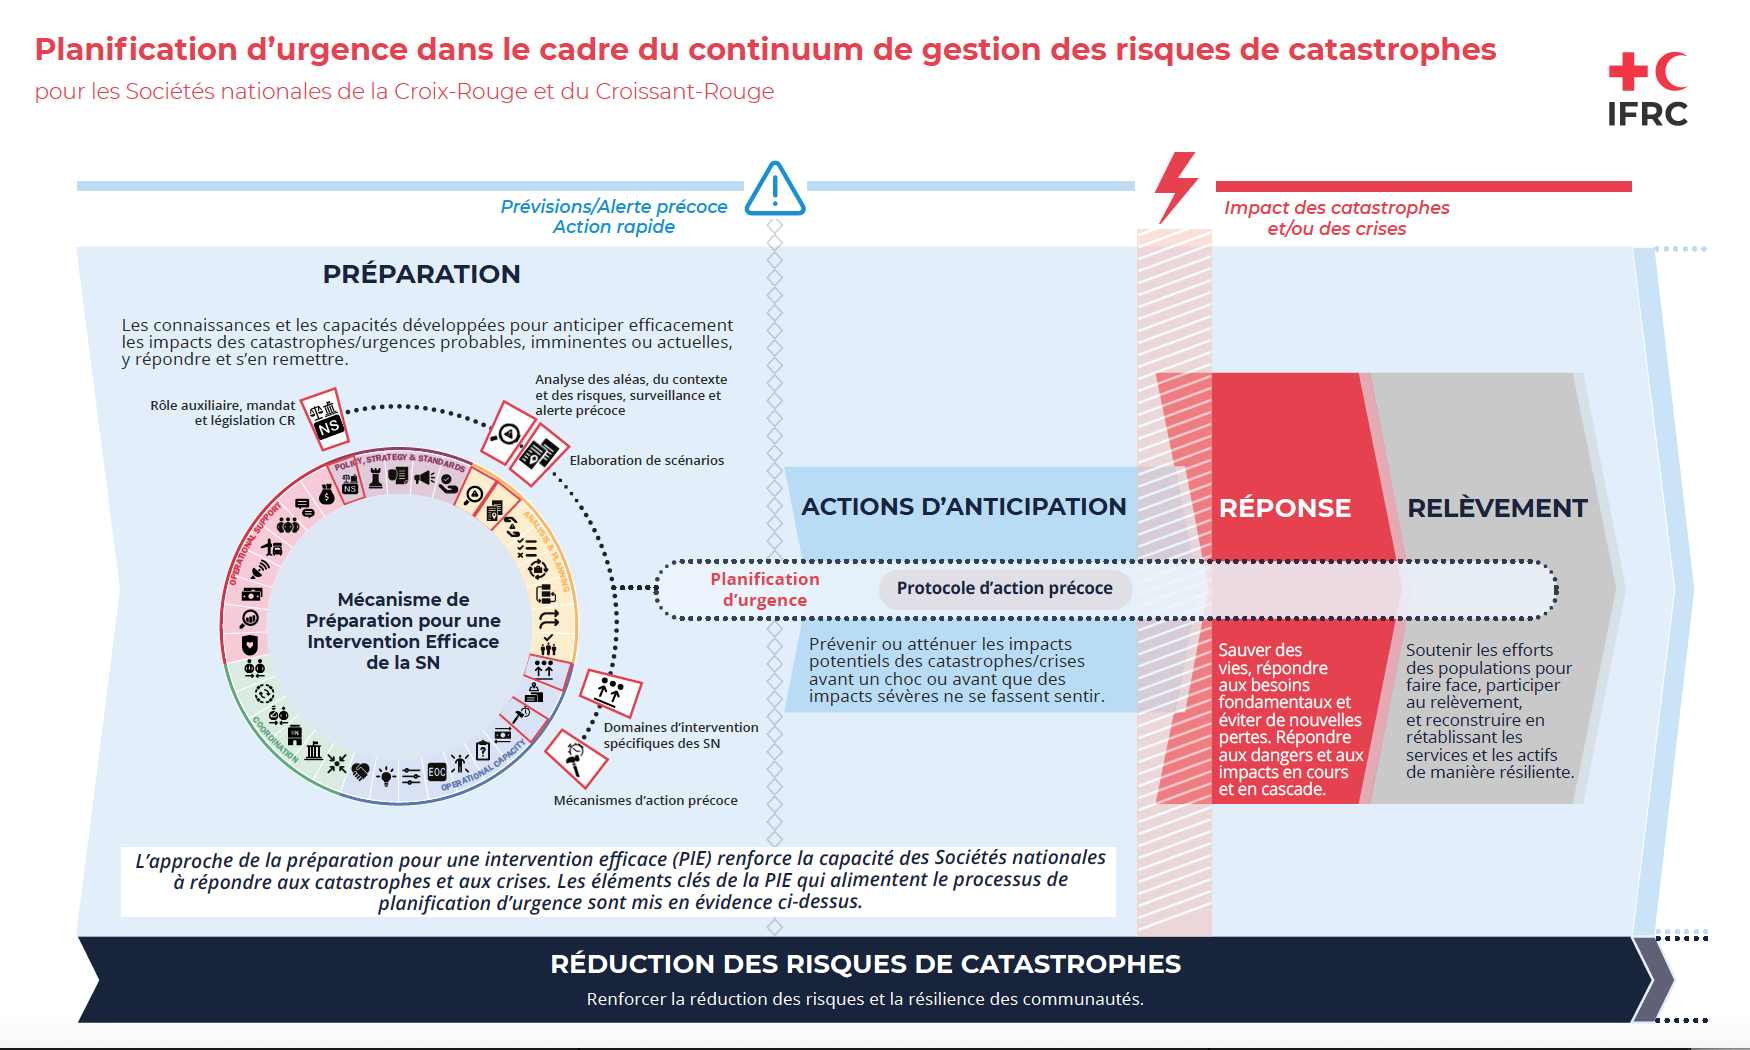 Planification d’urgence dans le cadre du continuum de gestion des risques de catastrophes
pour les Sociétés nationales de la Croix-Rouge et du Croissant-Rouge
IFRC
Prévisions/Alerte précoce
Action rapide
Impact des catastrophes
et/ou des crises
PRÉPARATION
Les connaissances et les capacités développées pour anticiper efficacement
les impacts des catastrophes/urgences probables, imminentes ou actuelles,
y répondre et s’en remettre.
Rôle auxiliaire, mandat
et législation CR
NS
Analyse des aléas, du contexte
et des risques, surveillance et
alerte précoce
Elaboration de scénarios
POLICY, STRATEGY & STANDARDS
NS
ANALYSIS & PLANNING
OPERATIONAL SUPPORT
COORDINATION
OPERATIONAL CAPACITY
UN
EOC
Mécanisme de
Préparation pour une
Intervention Efficace
de la SN
Domaines d’intervention
spécifiques des SN
Mécanismes d’action précoce
ACTIONS D’ANTICIPATION
Planification
d’urgence
Protocole d’action précoce
Prévenir ou atténuer les impacts
potentiels des catastrophes/crises
avant un choc ou avant que des
impacts sévères ne se fassent sentir.
RÉPONSE
Sauver des
vies, répondre
aux besoins
fondamentaux et
éviter de nouvelles
pertes. Répondre
aux dangers et aux
impacts en cours
et en cascade.
RELÈVEMENT
Soutenir les efforts
des populations pour
faire face, participer
au relèvement,
et reconstruire en
rétablissant les
services et les actifs
de manière résiliente.
L’approche de la préparation pour une intervention efficace (PIE) renforce la capacité des Sociétés nationales
à répondre aux catastrophes et aux crises. Les éléments clés de la PIE qui alimentent le processus de
planification d’urgence sont mis en évidence ci-dessus.
RÉDUCTION DES RISQUES DE CATASTROPHES
Renforcer la réduction des risques et la résilience des communautés.